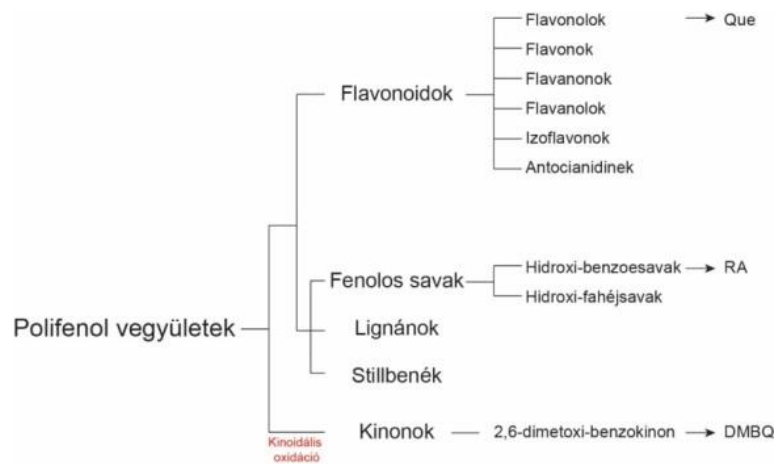 Flavonolok → Que
Flavonok
Flavanonok
Flavonoidok
Flavanolok
Izoflavonok
Antocianidinek
Hidroxi-benzoesavak → RA
Fenolos savak
Hidroxi-fahéjsavak
Polifenol vegyületek
Lignánok
Stillbenék
Kinonok
2,6-dimetoxi-benzokinon → DMBQ
Kinoidális
oxidáció